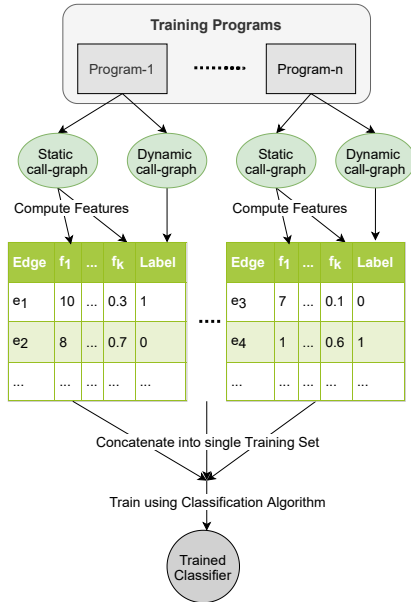 Training Programs
Program-1 ........ Program-n
Static call-graph
Dynamic call-graph
Static call-graph
Dynamic call-graph
Compute Features
Compute Features
Edge f1 ... fk Label
e1 10 ... 0.3 1
e2 8 ... 0.7 0
... ... ... ...
....
Edge f1 ... fk Label
e3 7 ... 0.1 0
e4 1 ... 0.6 1
... ... ... ...
Concatenate into single Training Set
Train using Classification Algorithm
Trained
Classifier